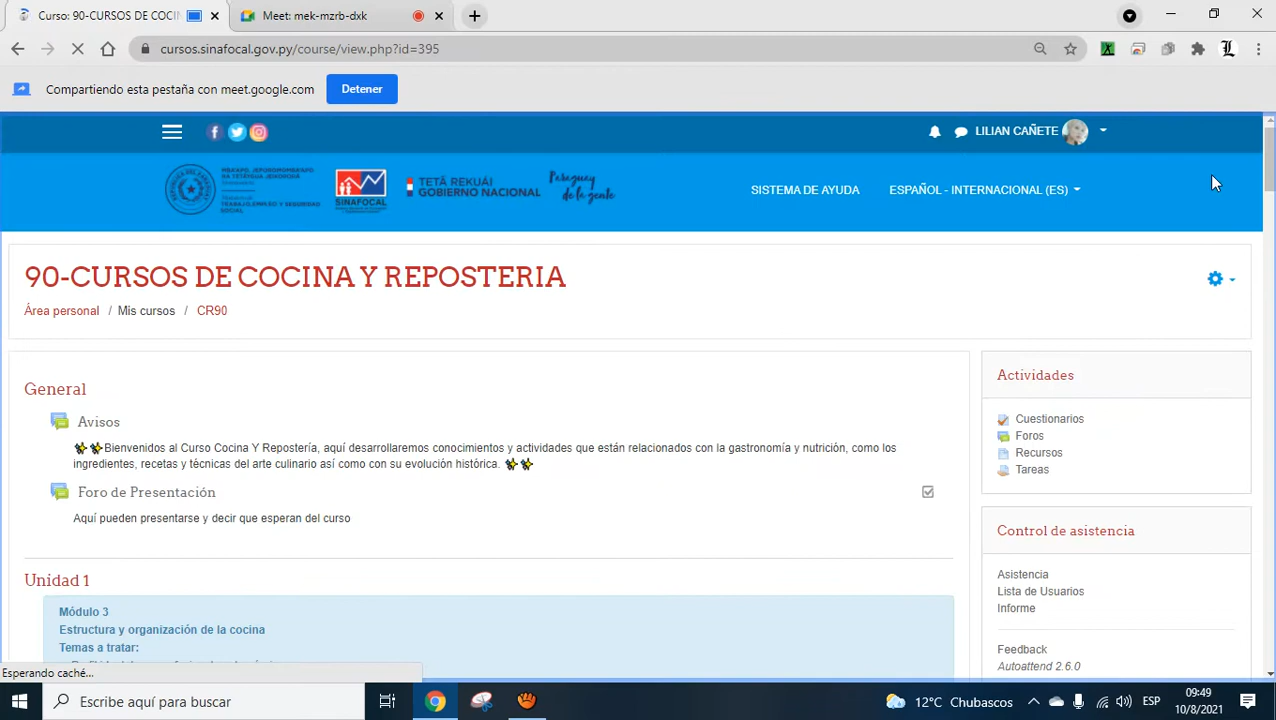 Curso: 90-CURSOS DE COCIN
Meet: mek-mzrb-dxk
cursos.sinafocal.gov.py/course/view.php?id=395
Compartiendo esta pestaña con meet.google.com
Detener
LILIAN CAÑETE
SINAFOCAL
TETÃ REKUÁI
GOBIERNO NACIONAL
Paraguay
de la gente
SISTEMA DE AYUDA
ESPAÑOL - INTERNACIONAL (ES)
90-CURSOS DE COCINA Y REPOSTERIA
Área personal / Mis cursos / CR90
General
Avisos
Bienvenidos al Curso Cocina Y Repostería, aquí desarrollaremos conocimientos y actividades que están relacionados con la gastronomía y nutrición, como los
ingredientes, recetas y técnicas del arte culinario así como con su evolución histórica.
Foro de Presentación
Aquí pueden presentarse y decir que esperan del curso
Unidad 1
Módulo 3
Estructura y organización de la cocina
Temas a tratar:
Actividades
Cuestionarios
Foros
Recursos
Tareas
Control de asistencia
Asistencia
Lista de Usuarios
Informe
Feedback
Autoattend 2.6.0
Esperando caché...
Escribe aquí para buscar
12°C Chubascos
ESP
09:49
10/8/2021